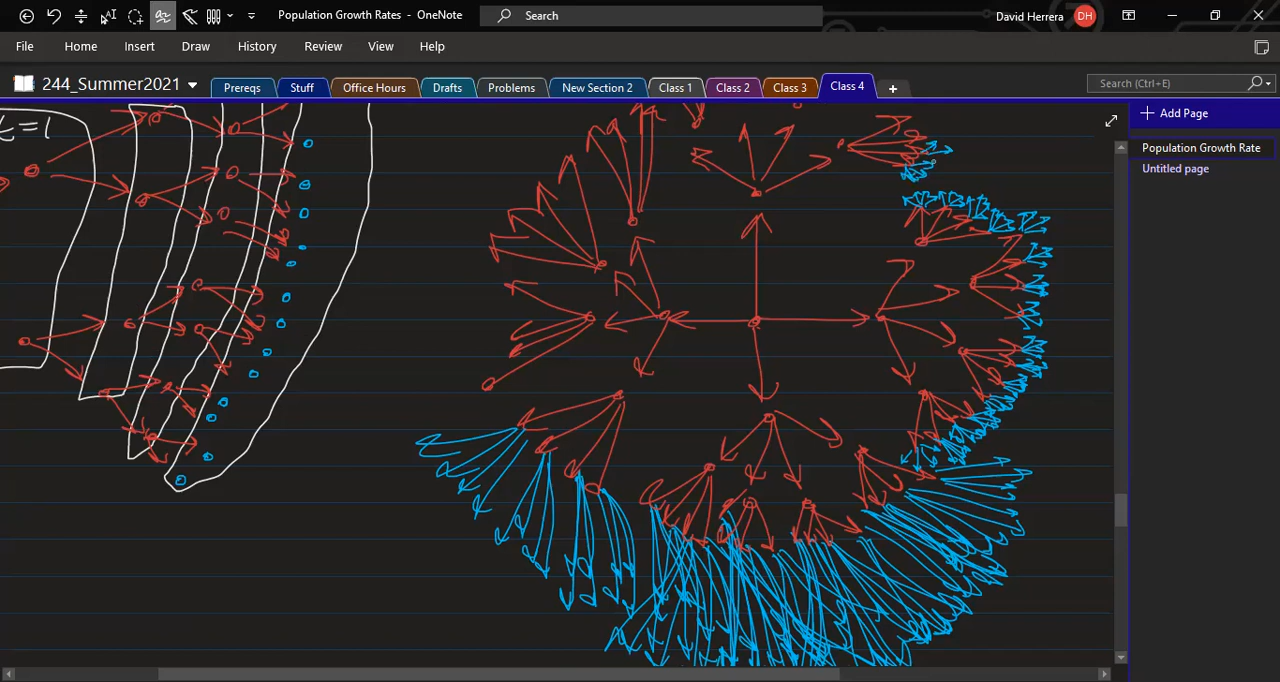 Population Growth Rates - OneNote
Search
David Herrera
DH
File
Home
Insert
Draw
History
Review
View
Help
244_Summer2021
Prereqs
Stuff
Office Hours
Drafts
Problems
New Section 2
Class 1
Class 2
Class 3
Class 4
Search (Ctrl+E)
Add Page
Population Growth Rate
Untitled page
t=1